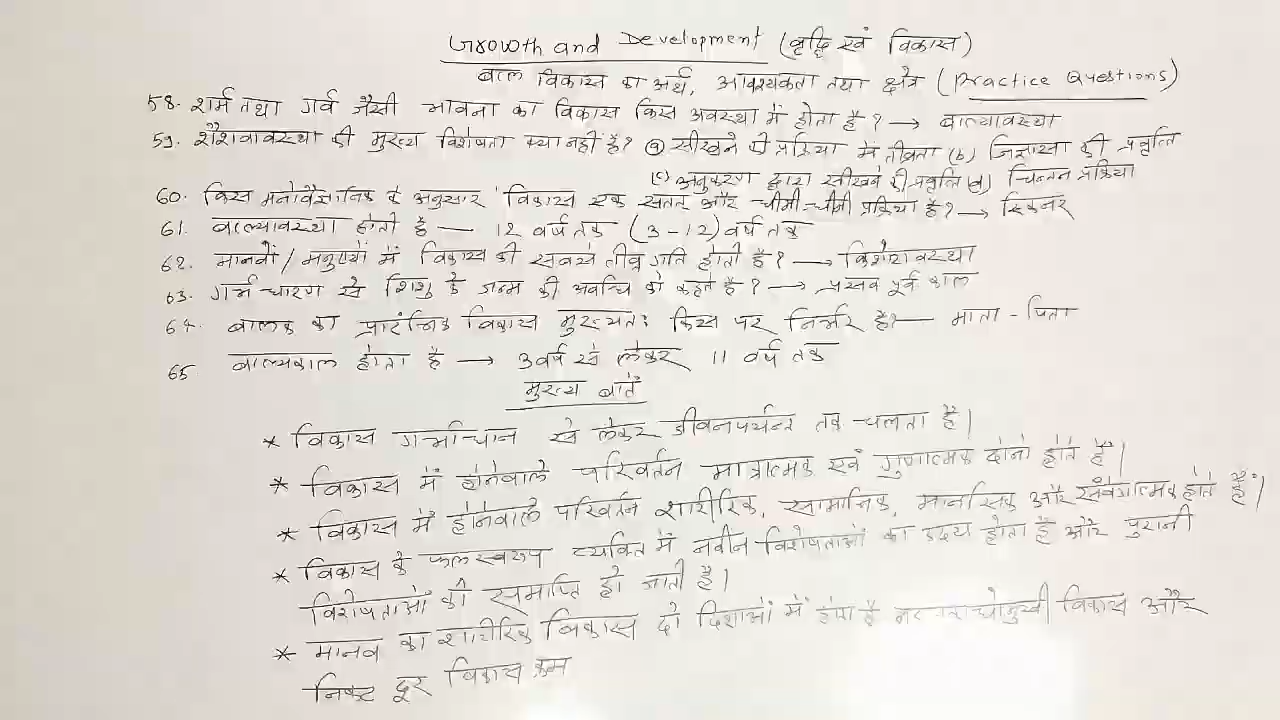 Growth and Development (वृद्धि एवं विकास)
बाल विकास का अर्थ, आवश्यकता तथा क्षेत्र (Practice Questions)
58. शर्म तथा गर्व जैसी भावना का विकास किस अवस्था में होता है? → बाल्यावस्था
59. शैशवावस्था की मुख्य विशेषता क्या नहीं है? (a) सीखने की प्रक्रिया में तीव्रता (b) जिज्ञासा की प्रवृत्ति
(c) अनुकरण द्वारा सीखने की प्रवृति (d) चिन्तन प्रक्रिया
60. किस मनोवैज्ञानिक के अनुसार 'विकास एक सतत और धीमी-धीमी प्रक्रिया है? → स्किनर
61. बाल्यावस्था होती है — 12 वर्ष तक (3-12) वर्ष तक
62. मानवों / मनुष्यों में विकास की सबसे तीव्र गति होती है? → किशोरावस्था
63. गर्भधारण से शिशु के जन्म की अवधि को कहते है? → प्रसव पूर्व काल
64. बालक का प्रारंभिक विकास मुख्यतः किस पर निर्भर है? — माता-पिता
65 बाल्यकाल होता है → 3 वर्ष से लेकर 11 वर्ष तक
मुख्य बातें
* विकास गर्भाधान से लेकर जीवनपर्यन्त तक चलता है।
* विकास में होनेवाले परिवर्तन मात्रात्मक एवं गुणात्मक दोनो होते हैं।
* विकास में होनेवाले परिवर्तन शारीरिक, सामाजिक, मानसिक और संवेगात्मक होते हैं।
* विकास के फलस्वरूप व्यक्ति में नवीन विशेषताओं का उदय होता है और पुरानी
विशेषताओं की समाप्ति हो जाती है।
* मानव का शारीरिक विकास दो दिशाओं में होता है विकास और
निकट दूर विकास क्रम